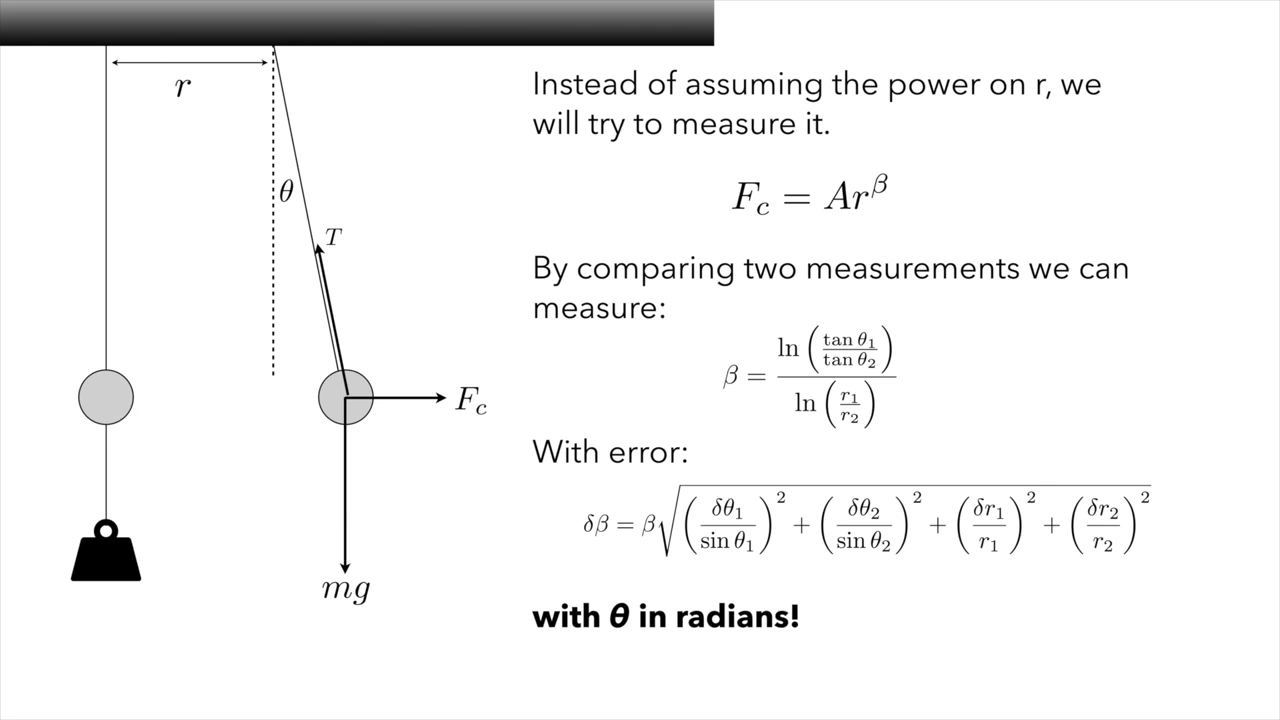 r
θ
T
F_c
mg
Instead of assuming the power on r, we
will try to measure it.
F_c = Ar^β
By comparing two measurements we can
measure:
β = ln(tan θ_1 / tan θ_2) / ln(r_1 / r_2)
With error:
δβ = β√((δθ_1 / sin θ_1)^2 + (δθ_2 / sin θ_2)^2 + (δr_1 / r_1)^2 + (δr_2 / r_2)^2)
with θ in radians!